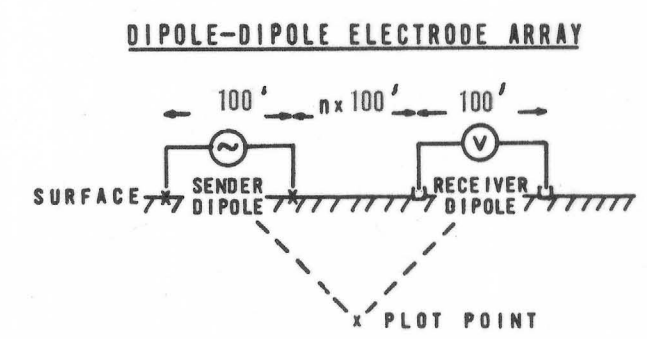 DIPOLE-DIPOLE ELECTRODE ARRAY
100' n x 100' 100'
~ V
SURFACE SENDER DIPOLE RECEIVER DIPOLE
x PLOT POINT